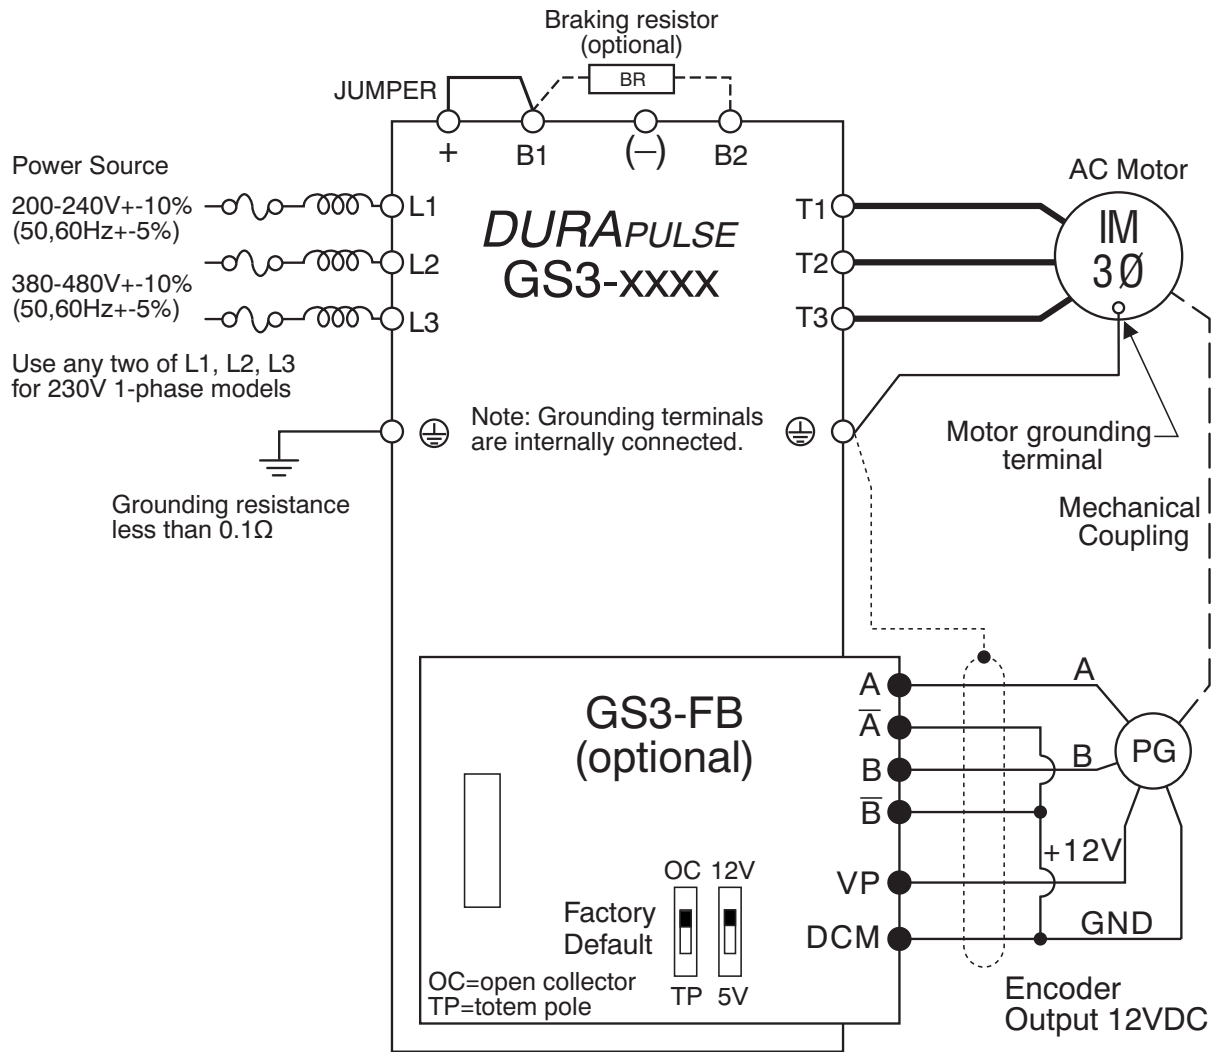 Braking resistor
(optional)
BR
JUMPER
+
B1
(–)
B2
Power Source
200-240V+-10%
(50,60Hz+-5%)
380-480V+-10%
(50,60Hz+-5%)
Use any two of L1, L2, L3
for 230V 1-phase models
L1
L2
L3
DURAPULSE
GS3-xxxx
T1
T2
T3
AC Motor
IM
3Ø
Note: Grounding terminals
are internally connected.
Motor grounding
terminal
Grounding resistance
less than 0.1Ω
Mechanical
Coupling
GS3-FB
(optional)
A
A̅
B
B̅
VP
DCM
A
B
PG
+12V
GND
OC 12V
Factory
Default
TP 5V
OC=open collector
TP=totem pole
Encoder
Output 12VDC